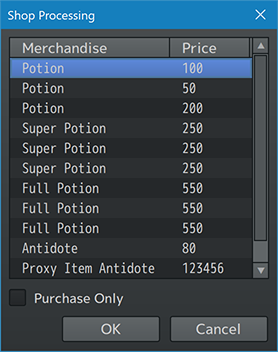 Shop Processing
Merchandise Price
Potion 100
Potion 50
Potion 200
Super Potion 250
Super Potion 250
Super Potion 250
Full Potion 550
Full Potion 550
Full Potion 550
Antidote 80
Proxy Item Antidote 123456
Purchase Only
OK Cancel